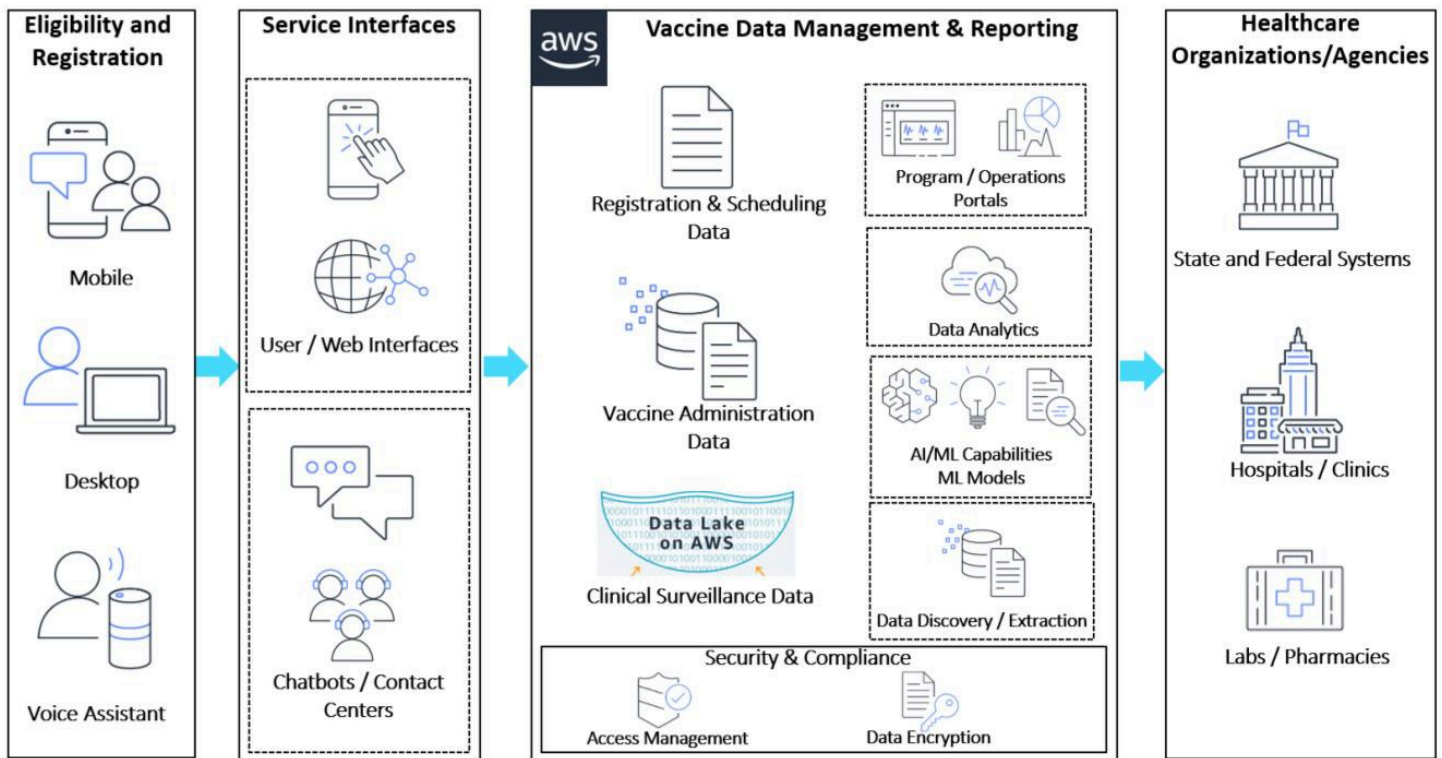 Eligibility and
Registration
Mobile
Desktop
Voice Assistant
Service Interfaces
User / Web Interfaces
Chatbots / Contact
Centers
aws
Vaccine Data Management & Reporting
Registration & Scheduling
Data
Vaccine Administration
Data
Data Lake
on AWS
Clinical Surveillance Data
Program / Operations
Portals
Data Analytics
AI/ML Capabilities
ML Models
Data Discovery / Extraction
Security & Compliance
Access Management
Data Encryption
Healthcare
Organizations/Agencies
State and Federal Systems
Hospitals / Clinics
Labs / Pharmacies